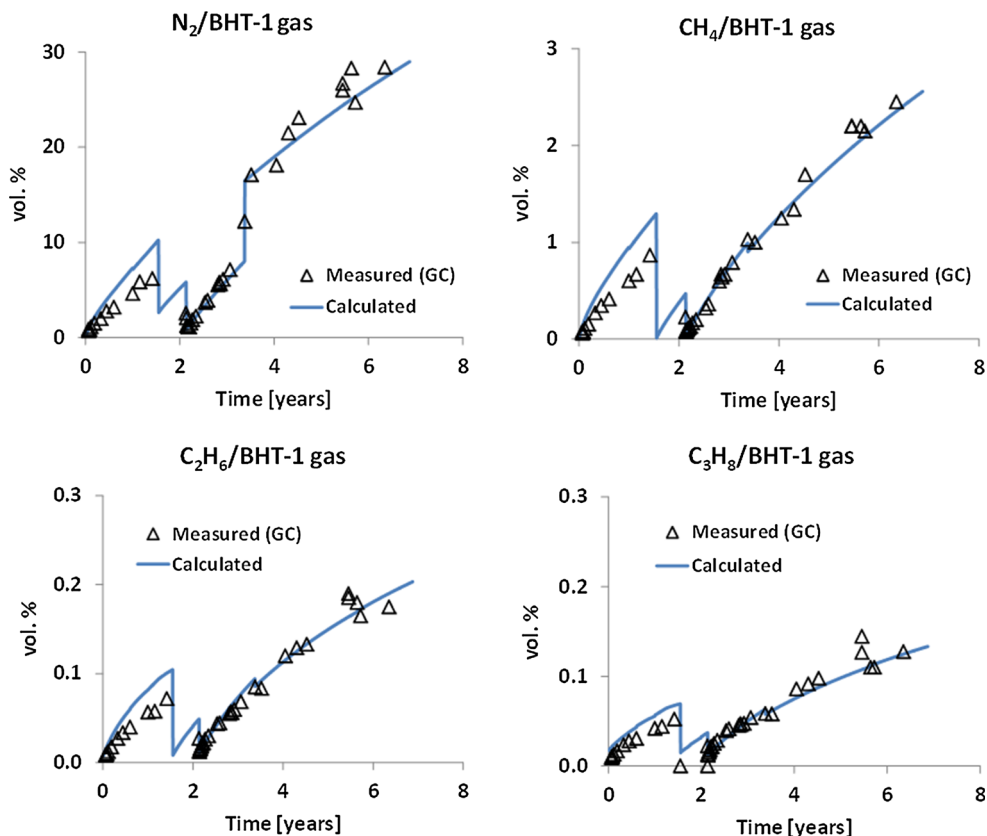 N₂/BHT-1 gas
30
20
10
0
vol. %
Measured (GC)
Calculated
0 2 4 6 8
Time [years]
CH₄/BHT-1 gas
3
2
1
0
vol. %
Measured (GC)
Calculated
0 2 4 6 8
Time [years]
C₂H₆/BHT-1 gas
0.3
0.2
0.1
0.0
vol. %
Measured (GC)
Calculated
0 2 4 6 8
Time [years]
C₃H₈/BHT-1 gas
0.3
0.2
0.1
0.0
vol. %
Measured (GC)
Calculated
0 2 4 6 8
Time [years]